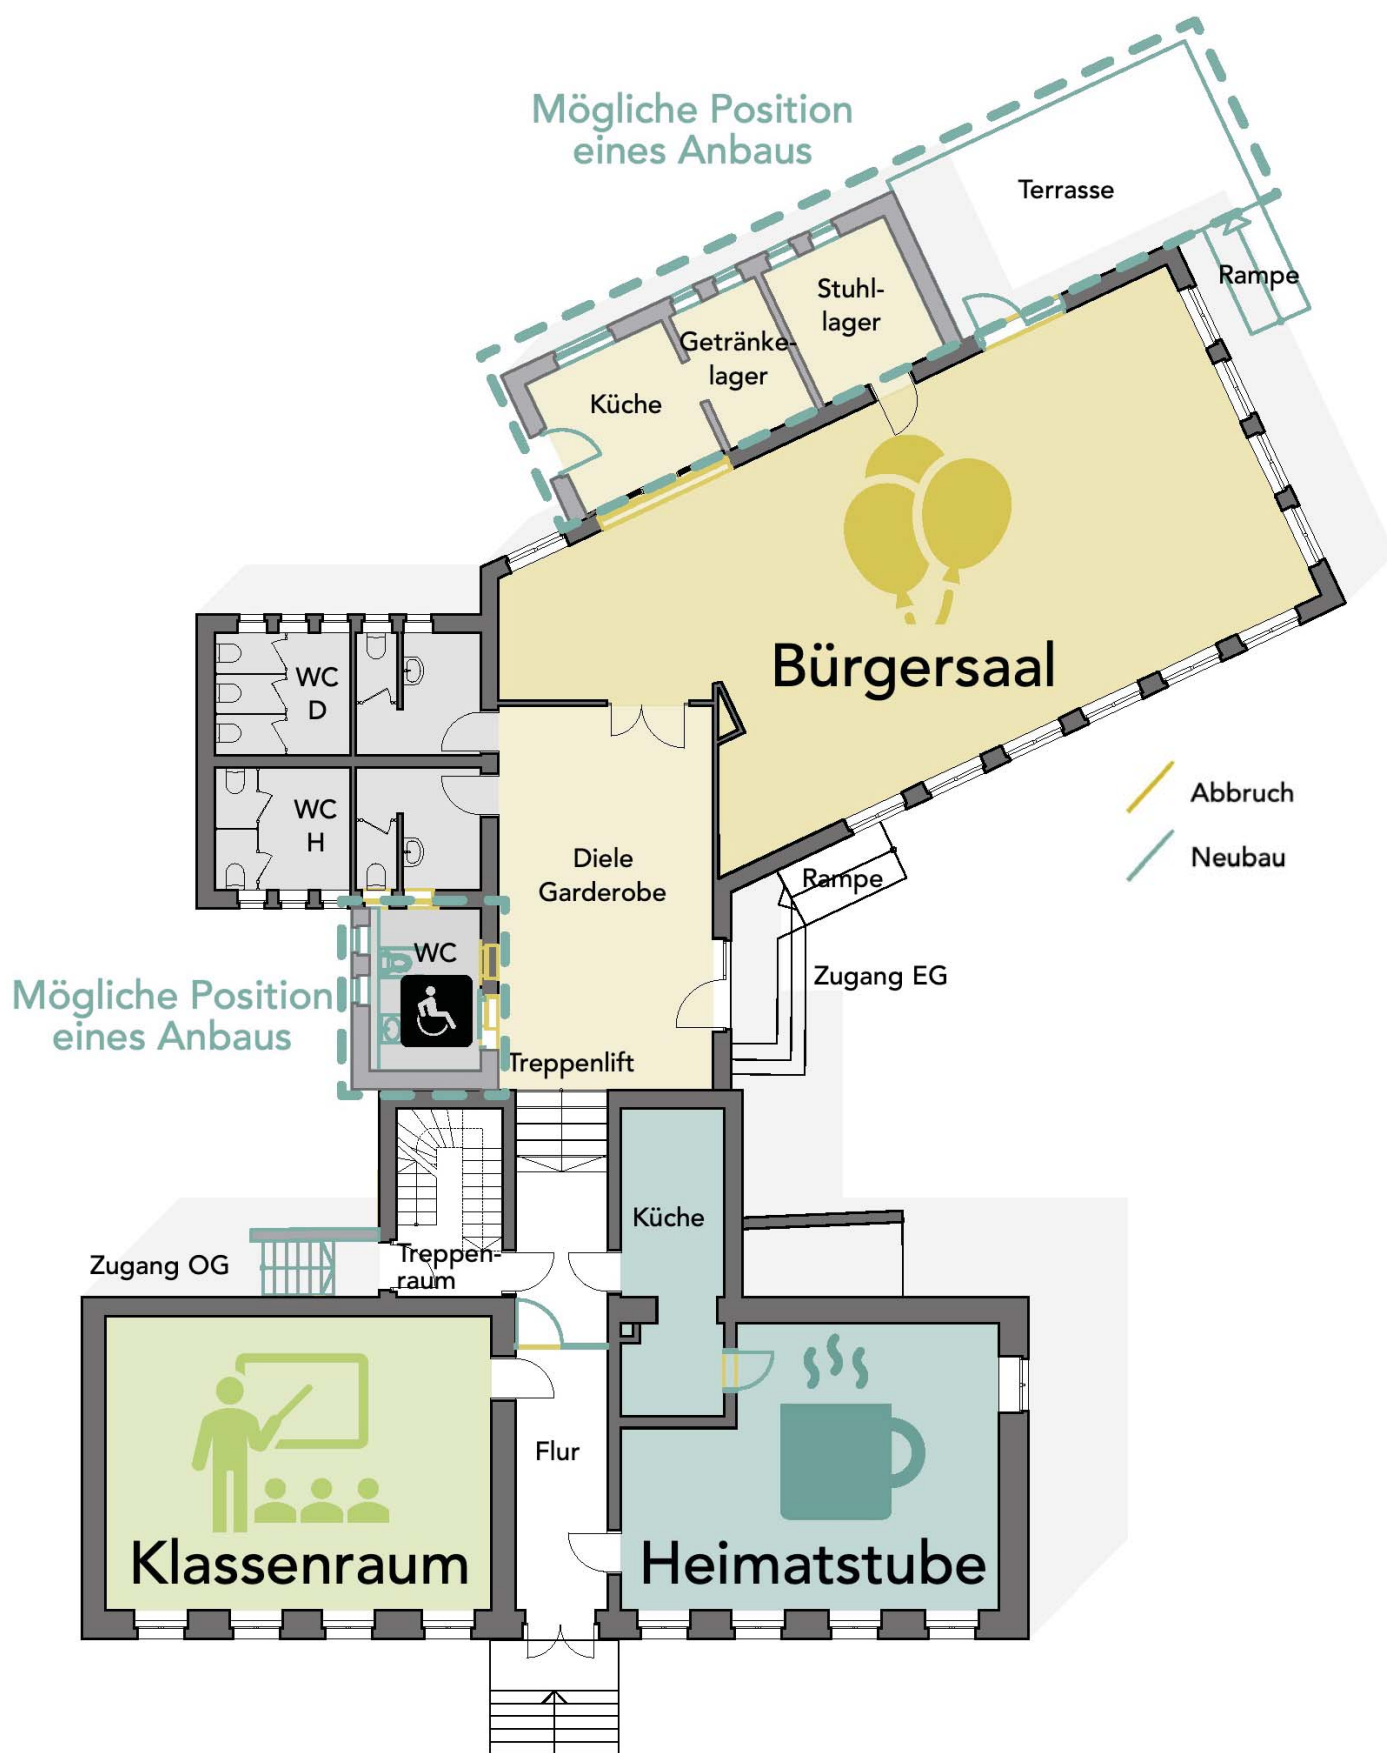 Mögliche Position
eines Anbaus
Terrasse
Rampe
Stuhl-
lager
Getränke-
lager
Küche
Bürgersaal
WC
D
WC
H
Abbruch
Neubau
Diele
Garderobe
Rampe
WC
Zugang EG
Mögliche Position
eines Anbaus
Treppenlift
Küche
Zugang OG
Treppen-
raum
Flur
Klassenraum
Heimatstube